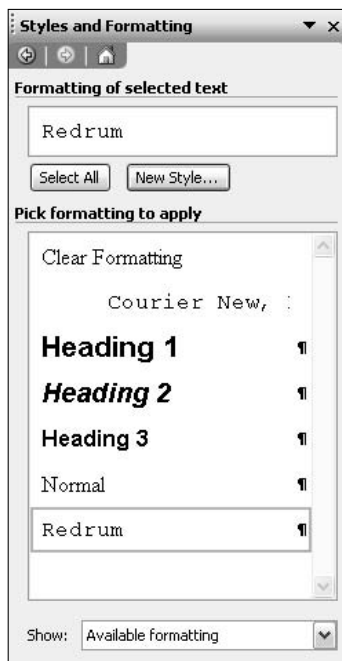 Styles and Formatting
Formatting of selected text
Redrum
Select All New Style...
Pick formatting to apply
Clear Formatting
Courier New,
Heading 1 ¶
Heading 2 ¶
Heading 3 ¶
Normal ¶
Redrum ¶
Show: Available formatting